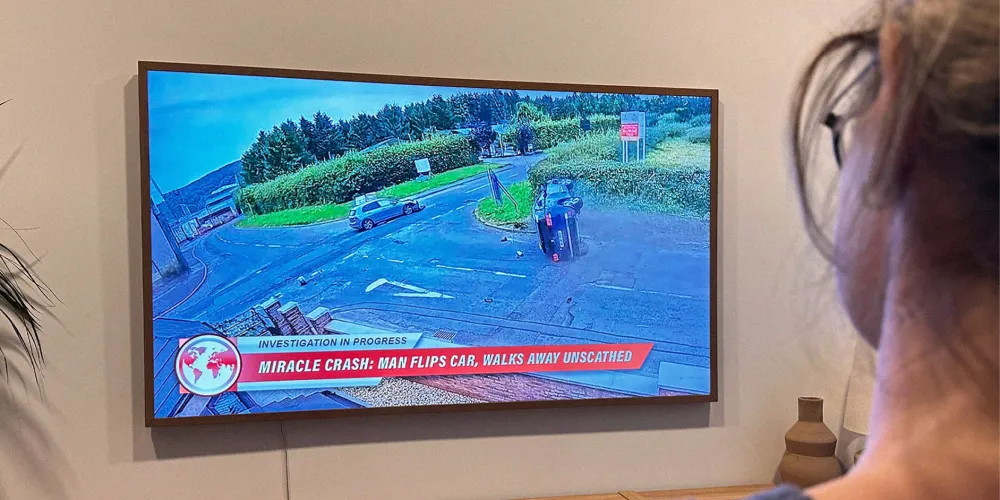 INVESTIGATION IN PROGRESS
MIRACLE CRASH: MAN FLIPS CAR, WALKS AWAY UNSCATHED